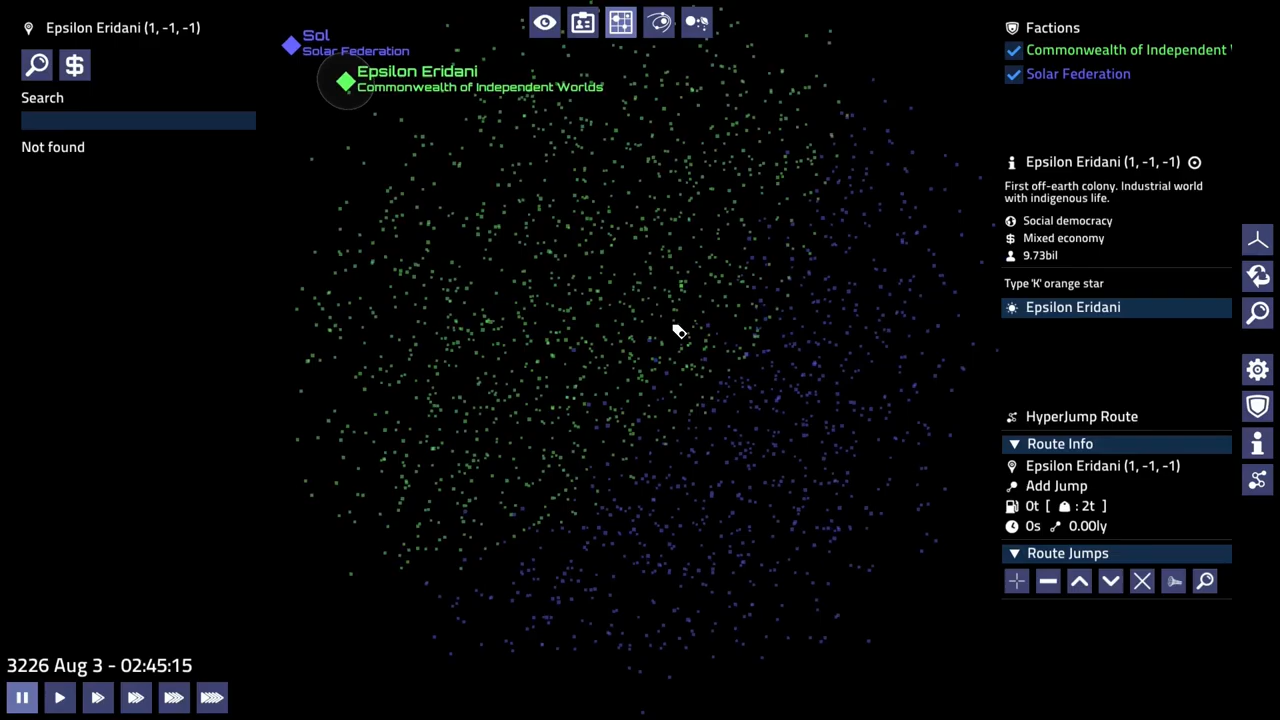 Epsilon Eridani (1, -1, -1)
Search
Not found
Sol
Solar Federation
Epsilon Eridani
Commonwealth of Independent Worlds
Factions
Commonwealth of Independent
Solar Federation
Epsilon Eridani (1, -1, -1)
First off-earth colony. Industrial world
with indigenous life.
Social democracy
Mixed economy
9.73bil
Type 'K' orange star
Epsilon Eridani
HyperJump Route
Route Info
Epsilon Eridani (1, -1, -1)
Add Jump
0t [ : 2t ]
0s 0.00ly
Route Jumps
3226 Aug 3 - 02:45:15